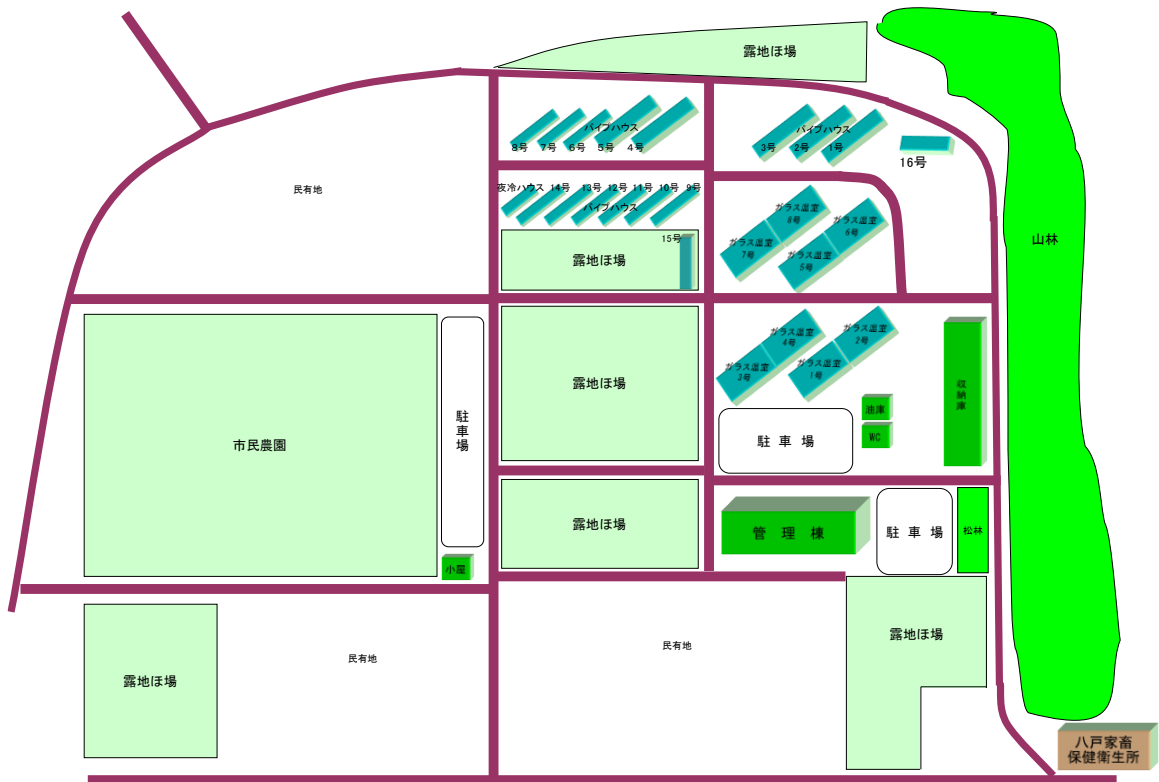 露地ほ場
パイプハウス
8号 7号 6号 5号 4号
パイプハウス
3号 2号 1号
16号
民有地
夜冷ハウス 14号 13号 12号 11号 10号 9号
パイプハウス
15号
露地ほ場
ガラス温室
8号
ガラス温室
6号
ガラス温室
7号
ガラス温室
5号
山林
市民農園
駐車場
小屋
露地ほ場
ガラス温室
4号
ガラス温室
2号
ガラス温室
3号
ガラス温室
1号
収納庫
油庫
WC
駐車場
露地ほ場
管理棟
駐車場
松林
露地ほ場
民有地
民有地
露地ほ場
八戸家畜
保健衛生所